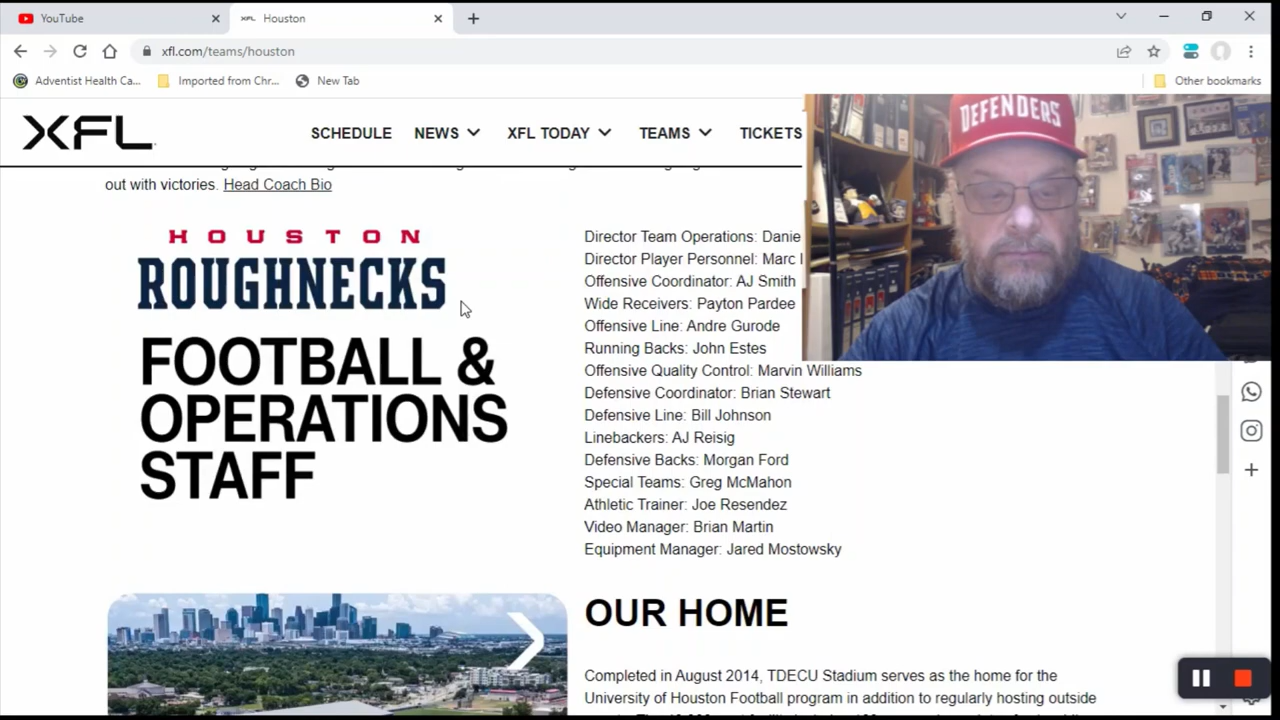 YouTube
Houston
xfl.com/teams/houston
Adventist Health Ca...
Imported from Chr...
New Tab
Other bookmarks
XFL
SCHEDULE NEWS XFL TODAY TEAMS TICKETS
DEFENDERS
out with victories. Head Coach Bio
HOUSTON
ROUGHNECKS
FOOTBALL &
OPERATIONS
STAFF
Director Team Operations: Danie
Director Player Personnel: Marc
Offensive Coordinator: AJ Smith
Wide Receivers: Payton Pardee
Offensive Line: Andre Gurode
Running Backs: John Estes
Offensive Quality Control: Marvin Williams
Defensive Coordinator: Brian Stewart
Defensive Line: Bill Johnson
Linebackers: AJ Reisig
Defensive Backs: Morgan Ford
Special Teams: Greg McMahon
Athletic Trainer: Joe Resendez
Video Manager: Brian Martin
Equipment Manager: Jared Mostowsky
OUR HOME
Completed in August 2014, TDECU Stadium serves as the home for the
University of Houston Football program in addition to regularly hosting outside